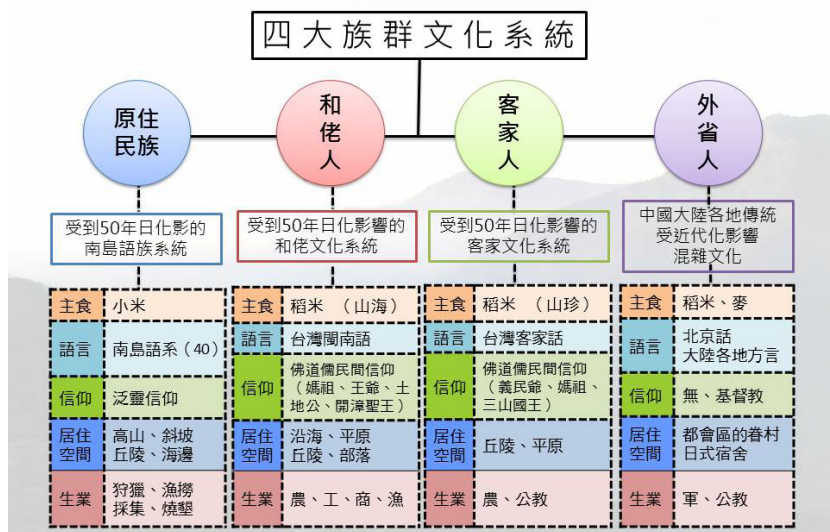 四大族群文化系統
原住
民族
和
佬
人
客
家
人
外
省
人
受到50年日化影的
南島語族系統
受到50年日化影響的
和佬文化系統
受到50年日化影響的
客家文化系統
中國大陸各地傳統
受近代化影響
混雜文化
主食
小米
語言
南島語系（40）
信仰
泛靈信仰
居住
空間
高山、斜坡
丘陵、海邊
生業
狩獵、漁撈
採集、燒墾
主食
稻米 （山海）
語言
台灣閩南語
信仰
佛道儒民間信仰
（媽祖、王爺、土
地公、開漳聖王）
居住
空間
沿海、平原
丘陵、部落
生業
農、工、商、漁
主食
稻米 （山珍）
語言
台灣客家話
信仰
佛道儒民間信仰
（義民爺、媽祖、
三山國王）
居住
空間
丘陵、平原
生業
農、公教
主食
稻米、麥
語言
北京話
大陸各地方言
信仰
無、基督教
居住
空間
都會區的眷村
日式宿舍
生業
軍、公教